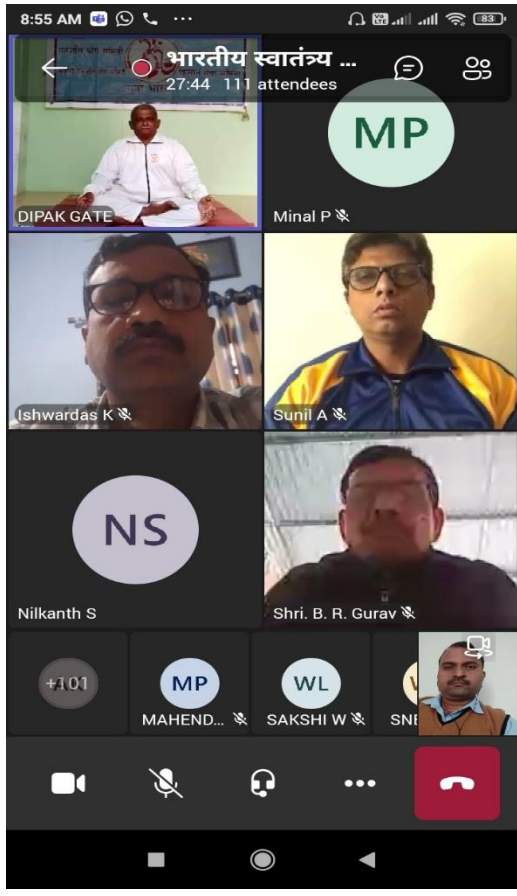 8:55 AM
83
भारतीय स्वातंत्र्य ...
27:44 111 attendees
DIPAK GATE
MP
Minal P
Ishwardas K
Sunil A
NS
Nilkanth S
Shri. B. R. Gurav
+101
MP
MAHEND...
WL
SAKSHI W
SNE